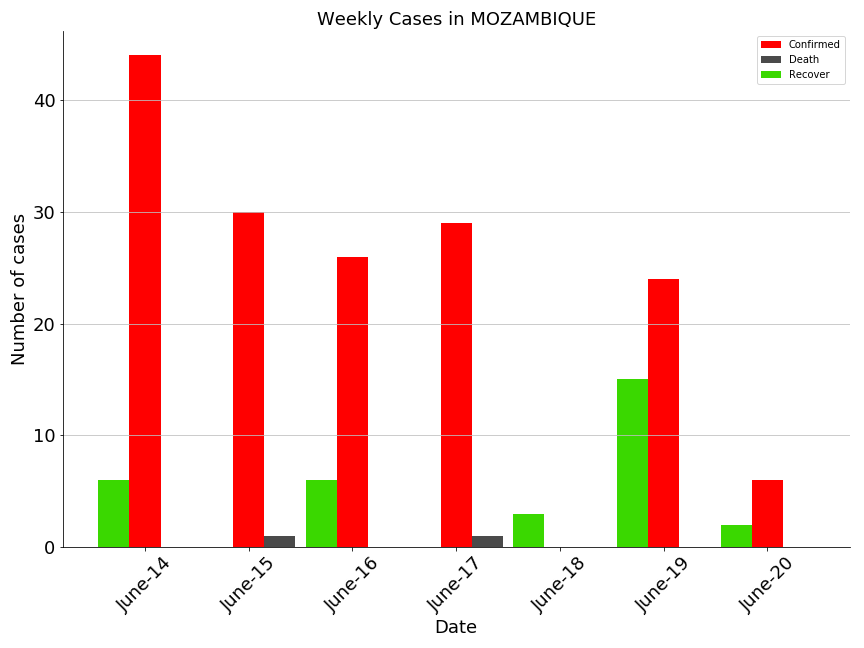 Weekly Cases in MOZAMBIQUE
Confirmed
Death
Recover
Number of cases
40
30
20
10
0
June-14
June-15
June-16
June-17
June-18
June-19
June-20
Date